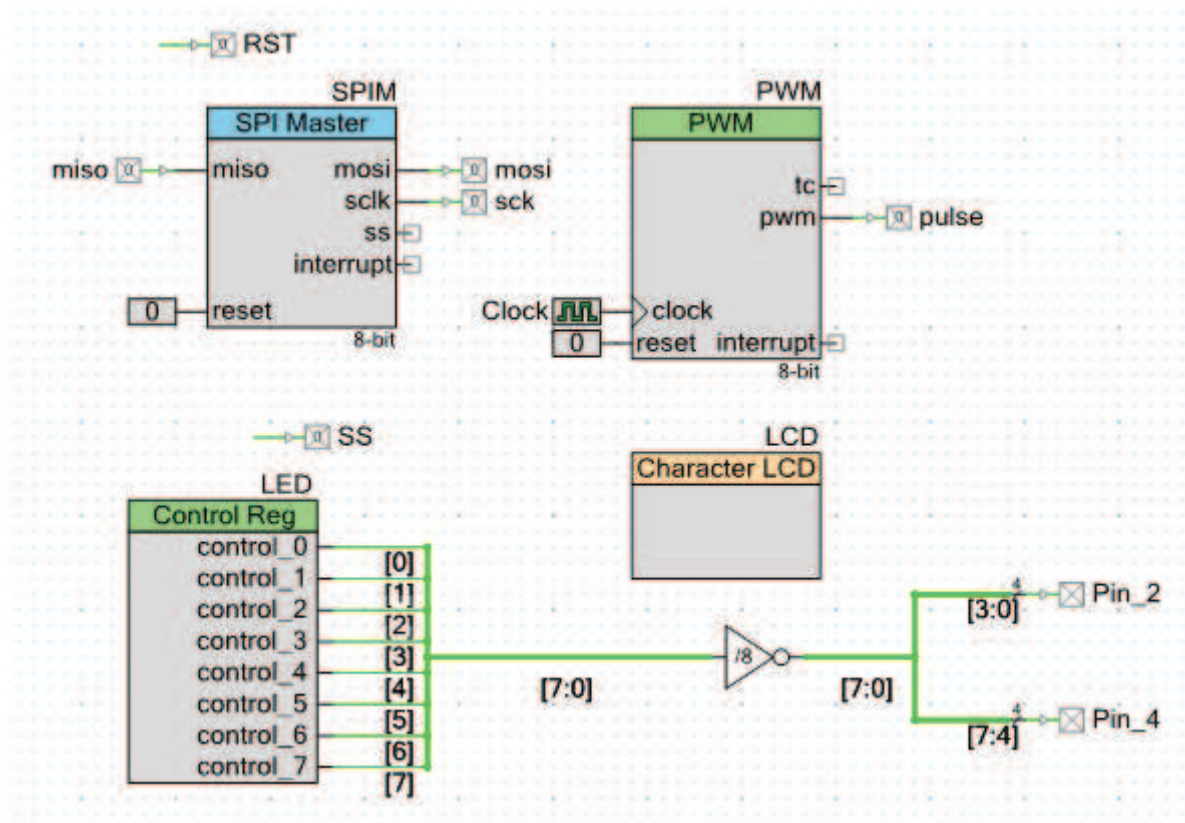 RST
SPIM
SPI Master
miso
miso
mosi
mosi
sclk
sck
ss
interrupt
0
reset
8-bit
PWM
PWM
tc
pwm
pulse
Clock
clock
0
reset
interrupt
8-bit
SS
LED
Control Reg
control_0
[0]
control_1
[1]
control_2
[2]
control_3
[3]
control_4
[4]
control_5
[5]
control_6
[6]
control_7
[7]
LCD
Character LCD
[7:0]
/8
[7:0]
4
[3:0]
Pin_2
4
[7:4]
Pin_4